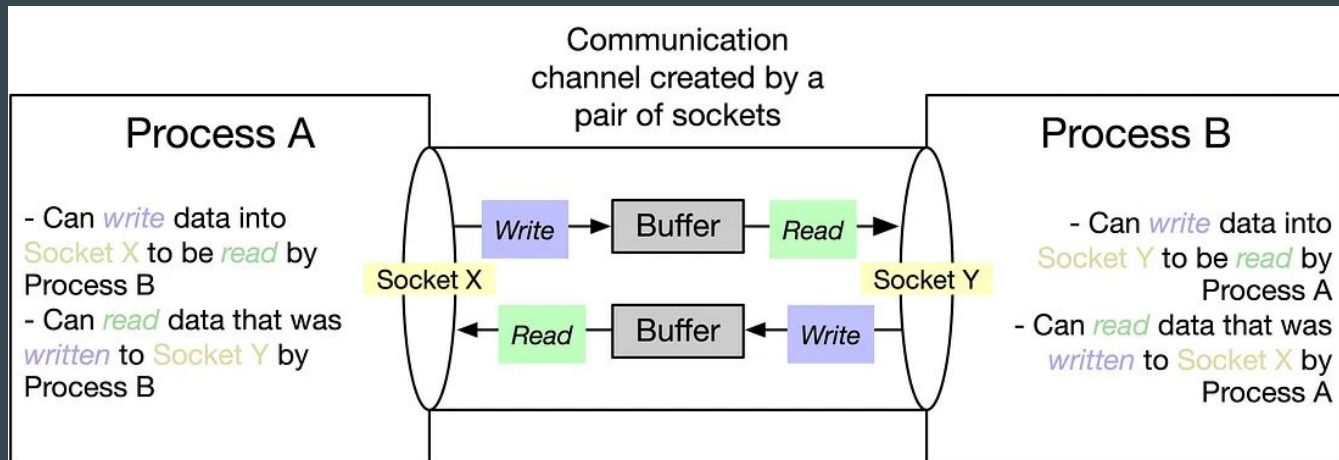 Communication
channel created by a
pair of sockets
Process A
- Can write data into
Socket X to be read by
Process B
- Can read data that was
written to Socket Y by
Process B
Socket X
Write
Buffer
Read
Read
Buffer
Write
Socket Y
Process B
- Can write data into
Socket Y to be read by
Process A
- Can read data that was
written to Socket X by
Process A